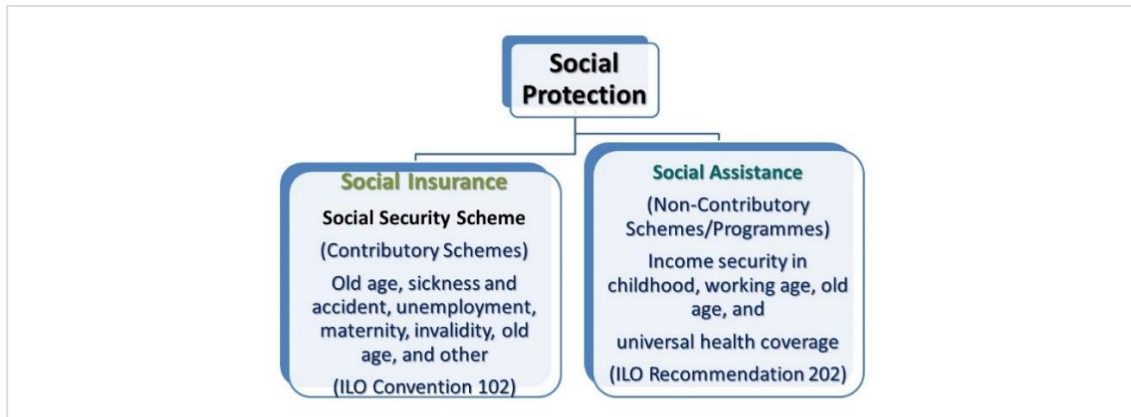 Social
Protection
Social Insurance
Social Security Scheme
(Contributory Schemes)
Old age, sickness and
accident, unemployment,
maternity, invalidity, old
age, and other
(ILO Convention 102)
Social Assistance
(Non-Contributory
Schemes/Programmes)
Income security in
childhood, working age, old
age, and
universal health coverage
(ILO Recommendation 202)